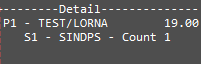 ---------Detail---------
P1 - TEST/LORNA 19.00
S1 - SINDPS - Count 1